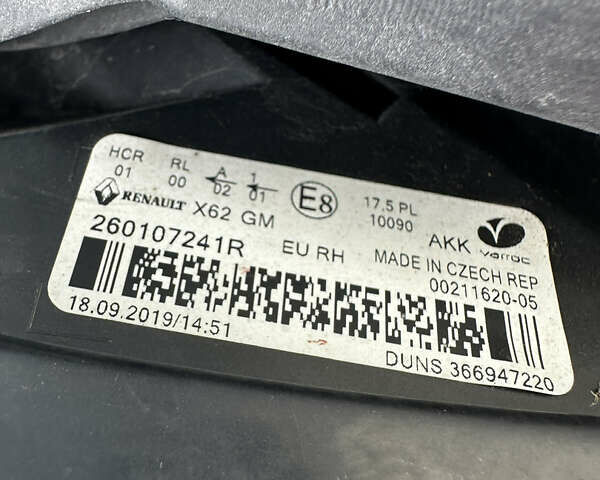 HCR RL A 1 E8 17.5 PL
01 00 02 01 10090
RENAULT X62 GM AKK varroc
260107241R EU RH MADE IN CZECH REP
00211620-05
18.09.2019/14:51 DUNS 366947220